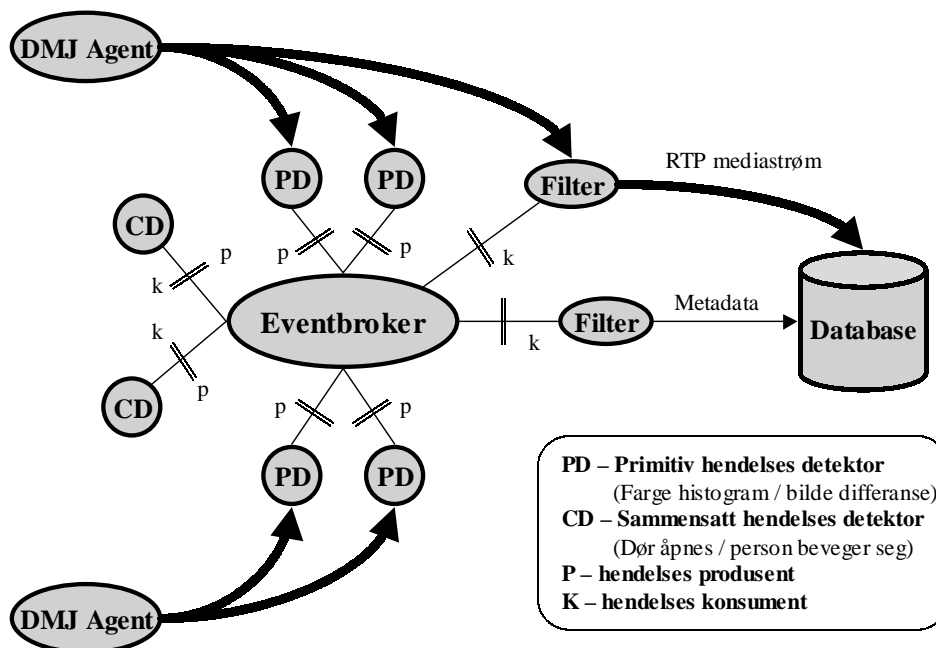 DMJ Agent
RTP mediastrøm
PD
PD
Filter
CD
p
p
p
k
k
Eventbroker
Metadata
Filter
Database
k
k
p
CD
p
p
PD
PD
PD – Primitiv hendelses detektor
(Farge histogram / bilde differanse)
CD – Sammensatt hendelses detektor
(Dør åpnes / person beveger seg)
P – hendelses produsent
K – hendelses konsument
DMJ Agent